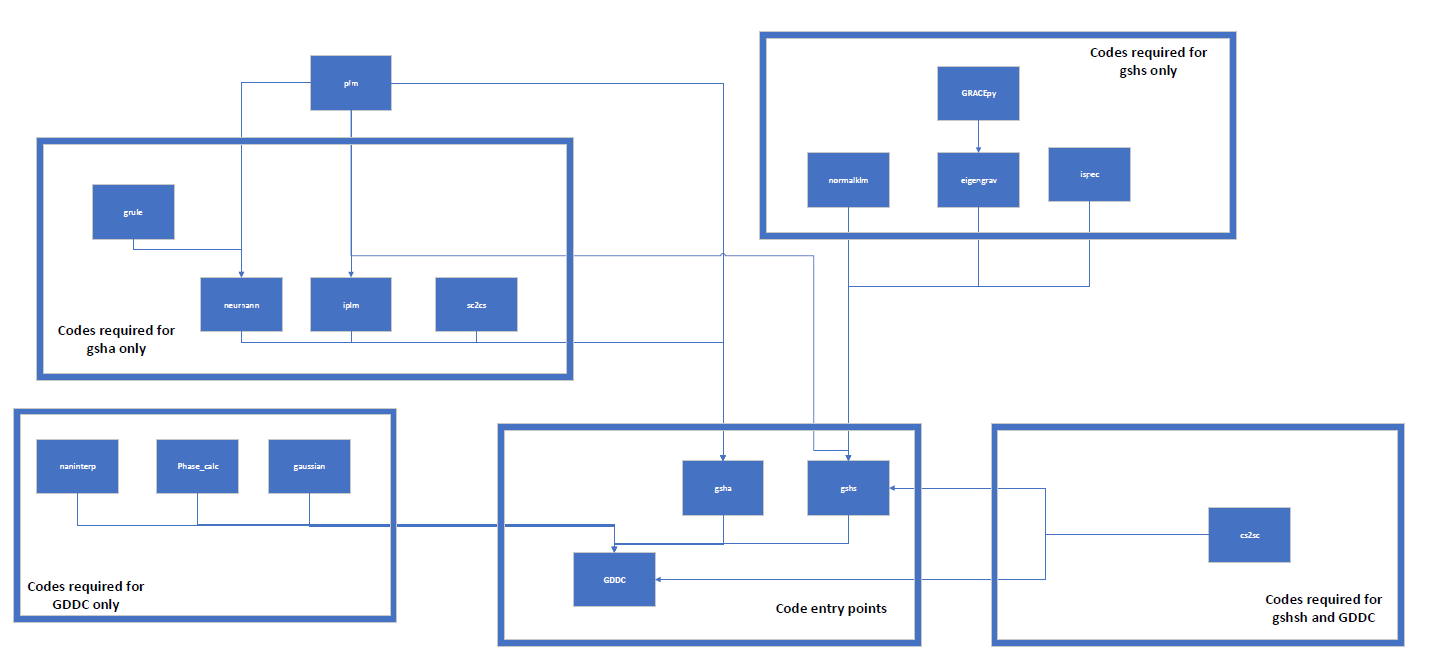 Codes required for
gshs only
plm
GRACEpy
normalklm
eigengrav
ispec
grule
neumann
iplm
sc2cs
Codes required for
gsha only
naninterp
Phase_calc
gaussian
gsha
gshs
cs2sc
GDDC
Codes required for
GDDC only
Code entry points
Codes required for
gshsh and GDDC